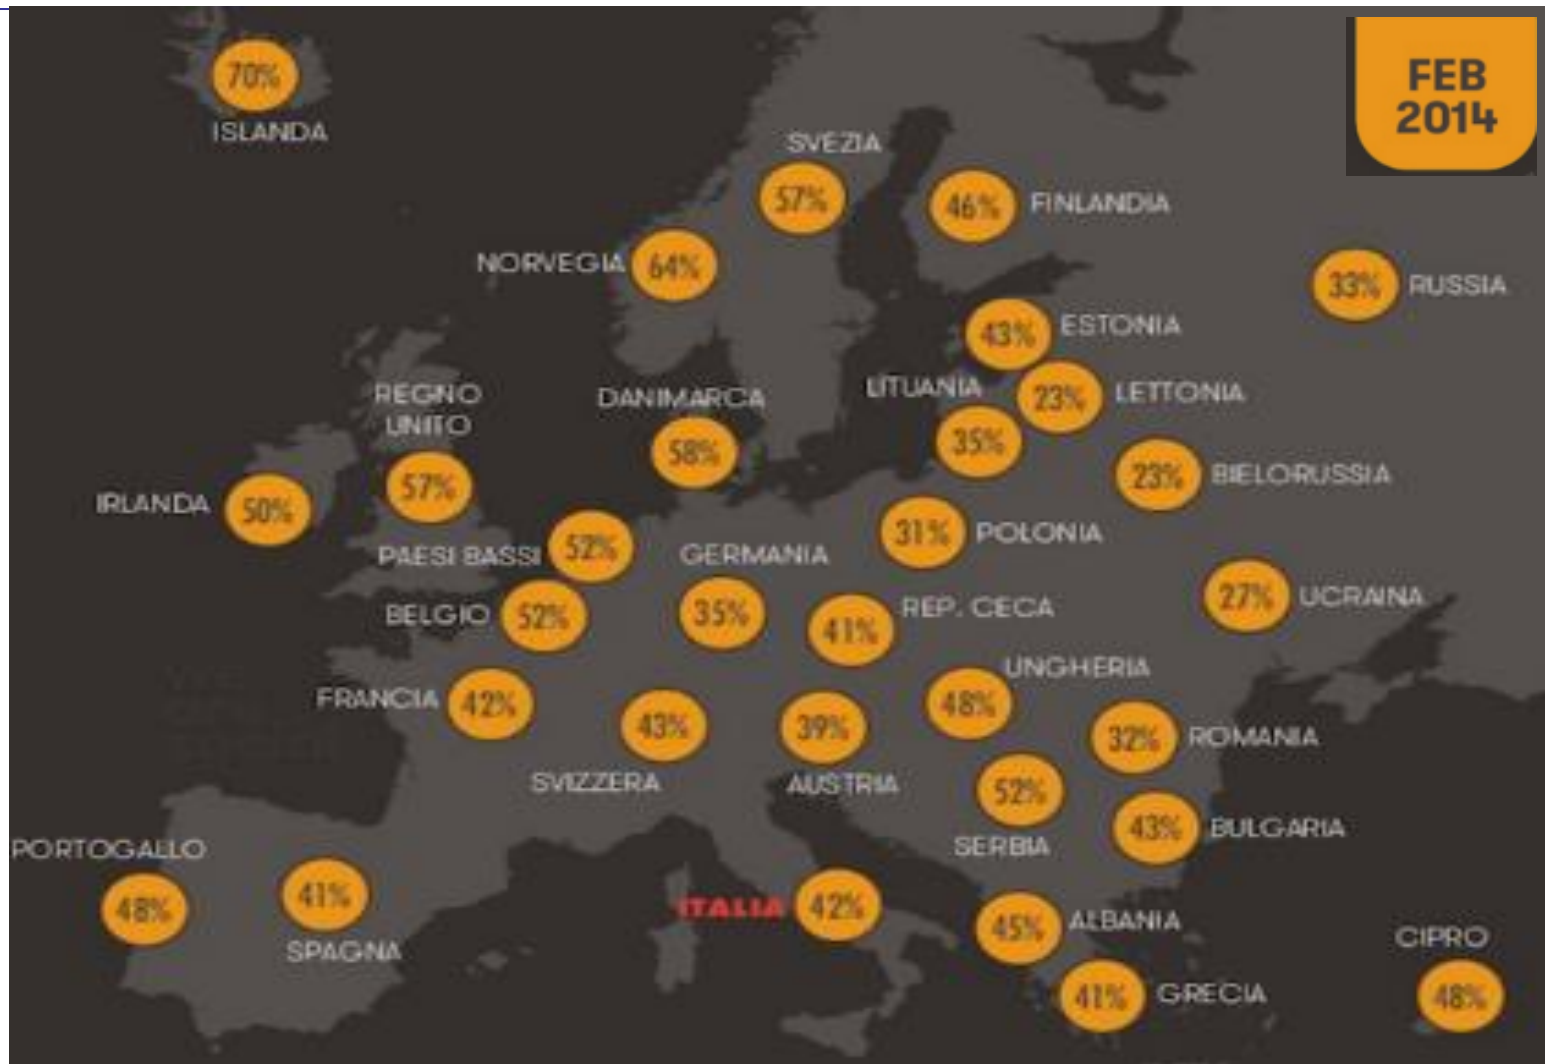 FEB
2014
70%
ISLANDA
SVEZIA
57%
46% FINLANDIA
NORVEGIA 64%
33% RUSSIA
43% ESTONIA
REGNO
UNITO
57%
DANIMARCA
58%
LITUANIA
35%
23% LETTONIA
23% BIELORUSSIA
IRLANDA 50%
PAESI BASSI 52%
GERMANIA
35%
31% POLONIA
BELGIO 52%
41% REP. CECA
27% UCRAINA
FRANCIA 42%
43%
SVIZZERA
39%
AUSTRIA
UNGHERIA
48%
32% ROMANIA
52%
SERBIA
43% BULGARIA
PORTOGALLO
48%
41%
SPAGNA
ITALIA 42%
45% ALBANIA
41% GRECIA
CIPRO
48%